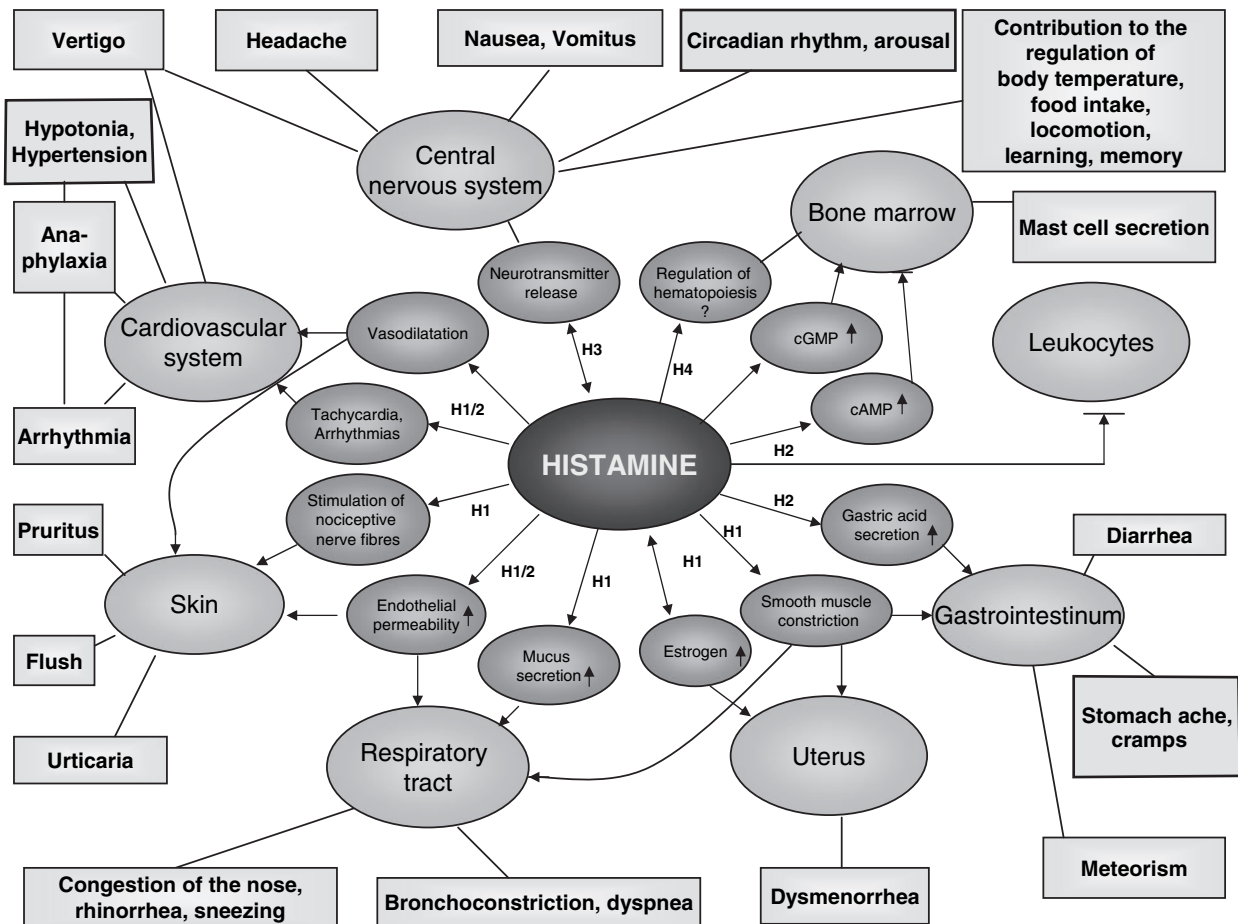 Vertigo
Headache
Nausea, Vomitus
Circadian rhythm, arousal
Contribution to the
regulation of
body temperature,
food intake,
locomotion,
learning, memory
Hypotonia,
Hypertension
Central
nervous system
Bone marrow
Mast cell secretion
Ana-
phylaxia
Neurotransmitter
release
Regulation of
hematopoiesis
?
Cardiovascular
system
Vasodilatation
cGMP
Leukocytes
H3
H4
Arrhythmia
Tachycardia,
Arrhythmias
H1/2
cAMP
H2
HISTAMINE
Pruritus
Stimulation of
nociceptive
nerve fibres
H1
H2
Gastric acid
secretion
Diarrhea
H1
H1/2
H1
H1
Skin
Endothelial
permeability
Smooth muscle
constriction
Gastrointestinum
Flush
Mucus
secretion
Estrogen
Stomach ache,
cramps
Urticaria
Respiratory
tract
Uterus
Meteorism
Congestion of the nose,
rhinorrhea, sneezing
Bronchoconstriction, dyspnea
Dysmenorrhea